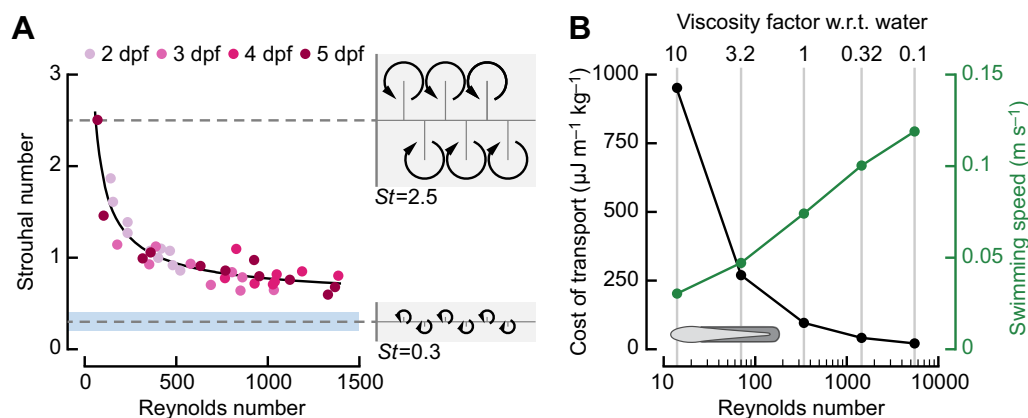 A
2 dpf 3 dpf 4 dpf 5 dpf
Strouhal number
3
2
1
0
0 500 1000 1500
Reynolds number
St=2.5
St=0.3
B
Viscosity factor w.r.t. water
10 3.2 1 0.32 0.1
Cost of transport (µJ m−1 kg−1)
1000
750
500
250
0
10 100 1000 10000
Reynolds number
0.15
0.1
0.05
0
Swimming speed (m s−1)